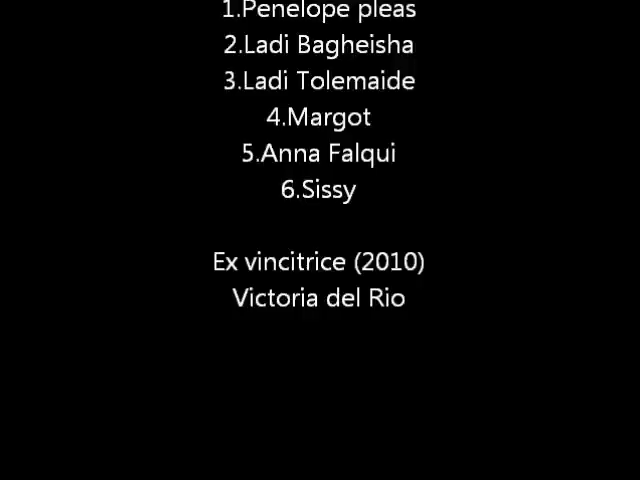 1.Penelope pleas
2.Ladi Bagheisha
3.Ladi Tolemaide
4.Margot
5.Anna Falqui
6.Sissy
Ex vincitrice (2010)
Victoria del Rio